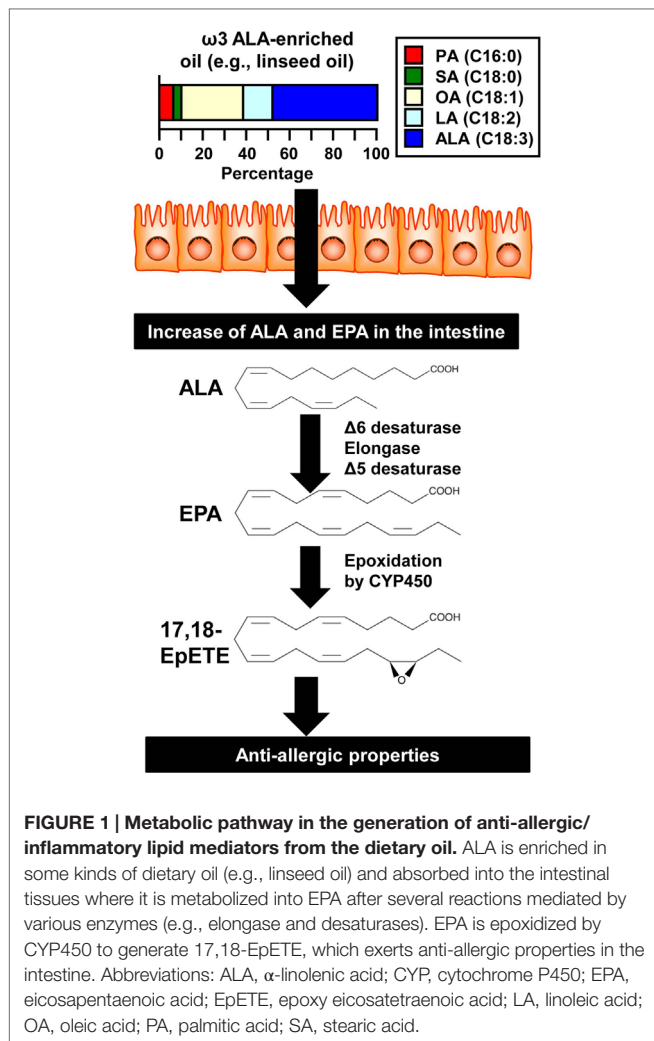 ω3 ALA-enriched
oil (e.g., linseed oil)
PA (C16:0)
SA (C18:0)
OA (C18:1)
LA (C18:2)
ALA (C18:3)
0 20 40 60 80 100
Percentage
Increase of ALA and EPA in the intestine
ALA
COOH
Δ6 desaturase
Elongase
Δ5 desaturase
EPA
COOH
Epoxidation
by CYP450
17,18-
EpETE
COOH
O
Anti-allergic properties
FIGURE 1 | Metabolic pathway in the generation of anti-allergic/
inflammatory lipid mediators from the dietary oil. ALA is enriched in
some kinds of dietary oil (e.g., linseed oil) and absorbed into the intestinal
tissues where it is metabolized into EPA after several reactions mediated by
various enzymes (e.g., elongase and desaturases). EPA is epoxidized by
CYP450 to generate 17,18-EpETE, which exerts anti-allergic properties in the
intestine. Abbreviations: ALA, α-linolenic acid; CYP, cytochrome P450; EPA,
eicosapentaenoic acid; EpETE, epoxy eicosatetraenoic acid; LA, linoleic acid;
OA, oleic acid; PA, palmitic acid; SA, stearic acid.